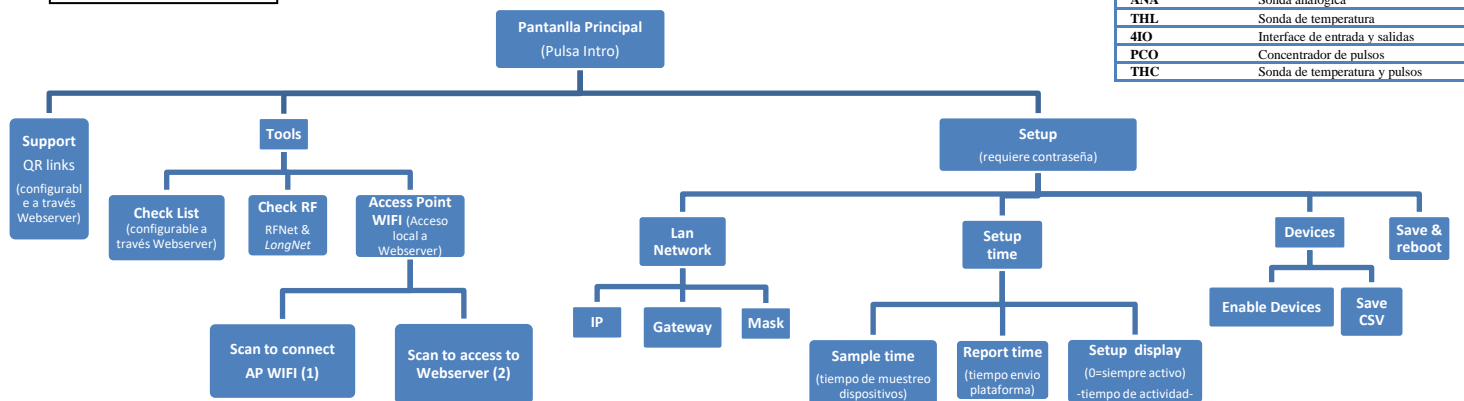 ANA Sonda analógica
THL Sonda de temperatura
4IO Interface de entrada y salidas
PCO Concentrador de pulsos
THC Sonda de temperatura y pulsos
Pantanlla Principal
(Pulsa Intro)
Support
QR links
(configurabl
e a través
Webserver)
Tools
Setup
(requiere contraseña)
Check List
(configurable a
través Webserver)
Check RF
RFNet &
LongNet
Access Point
WIFI (Acceso
local a
Webserver)
Lan
Network
Setup
time
Devices
Save &
reboot
IP
Gateway
Mask
Enable Devices
Save
CSV
Scan to connect
AP WIFI (1)
Scan to access to
Webserver (2)
Sample time
(tiempo de muestreo
dispositivos)
Report time
(tiempo envio
plataforma)
Setup display
(0=siempre activo)
-tiempo de actividad-